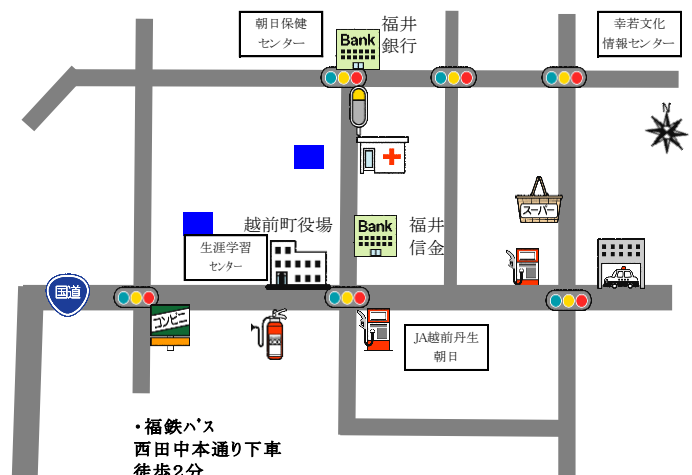 朝日保健
センター
Bank
福井
銀行
幸若文化
情報センター
N
スーパー
越前町役場
Bank
福井
信金
生涯学習
センター
国道
コンビニ
JA越前丹生
朝日
・福鉄バス
西田中本通り下車
徒歩2分